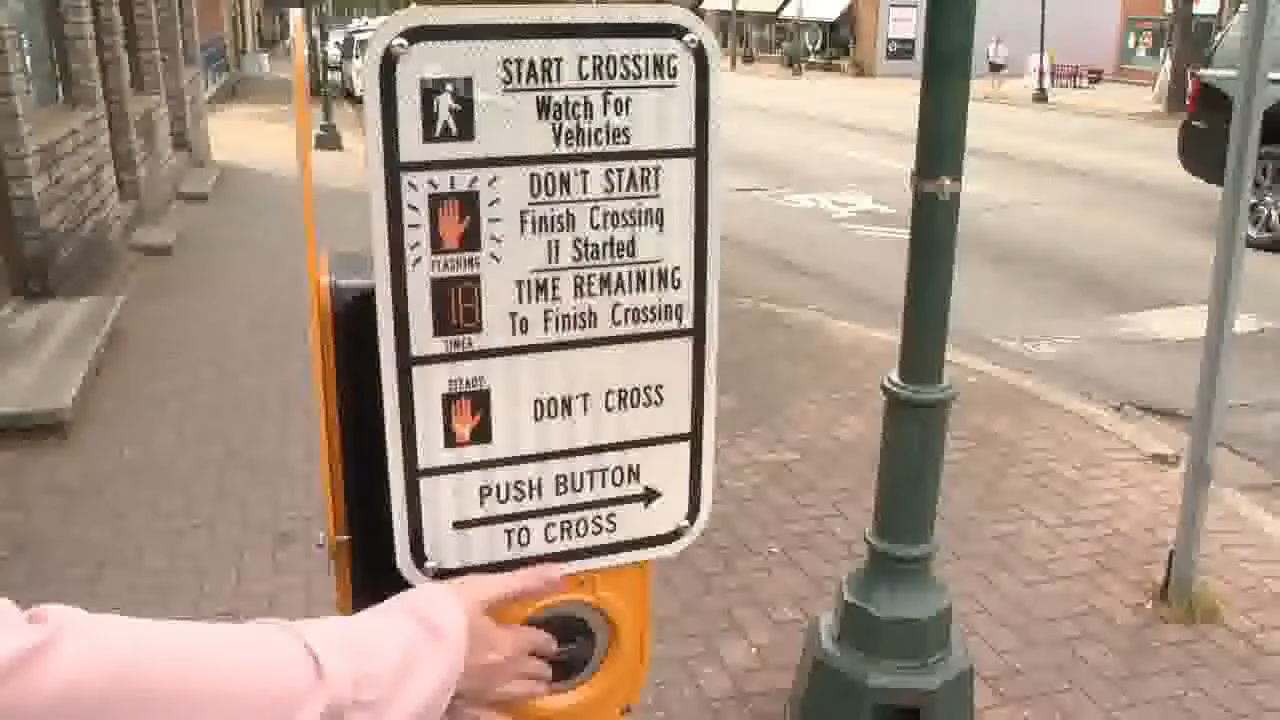 START CROSSING
Watch For
Vehicles
DON'T START
Finish Crossing
If Started
FLASHING
18
TIME REMAINING
To Finish Crossing
TIMER
STEADY
DON'T CROSS
PUSH BUTTON
TO CROSS